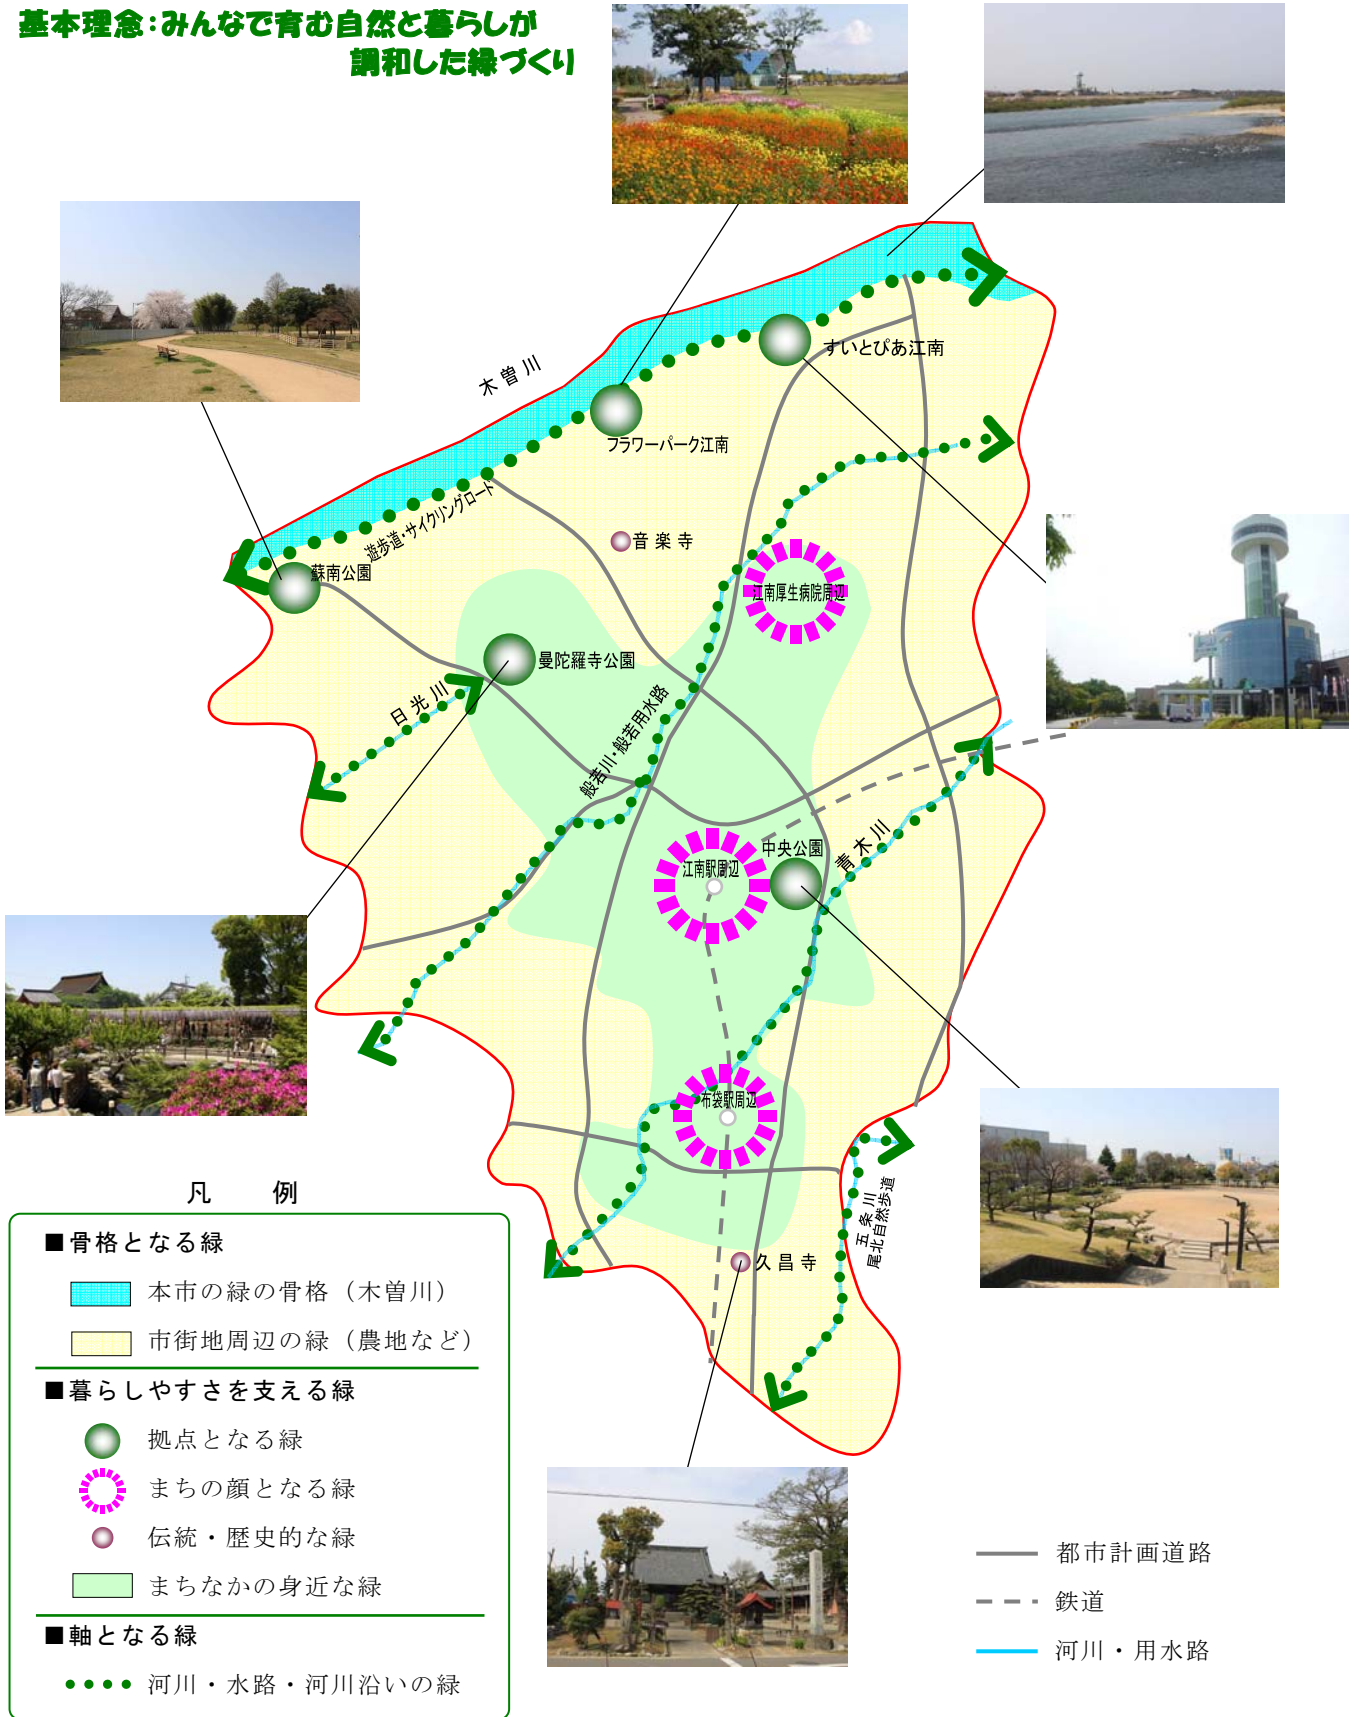 基本理念：みんなで育む自然と暮らしが
調和した緑づくり
木曽川
すいとぴあ江南
フラワーパーク江南
遊歩道・サイクリングロード
音楽寺
蘇南公園
江南厚生病院周辺
曼陀羅寺公園
日光川
般若川・般若用水路
中央公園
江南駅周辺
青木川
布袋駅周辺
五条川
尾北自然歩道
久昌寺
凡 例
■骨格となる緑
本市の緑の骨格（木曽川）
市街地周辺の緑（農地など）
■暮らしやすさを支える緑
拠点となる緑
まちの顔となる緑
伝統・歴史的な緑
まちなかの身近な緑
■軸となる緑
河川・水路・河川沿いの緑
都市計画道路
鉄道
河川・用水路